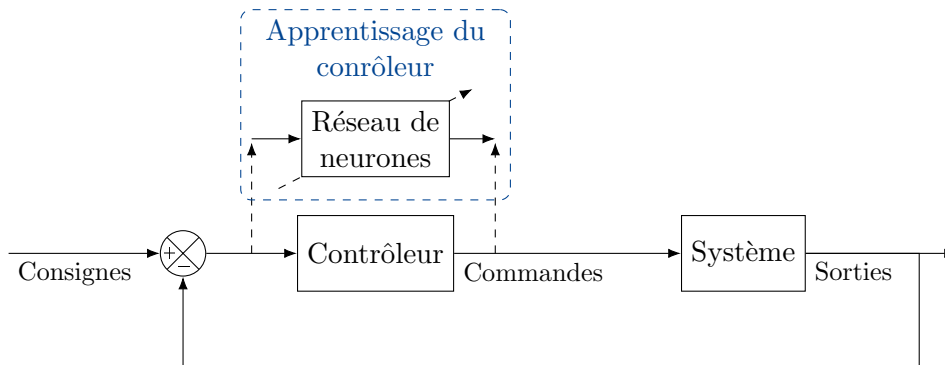 Apprentissage du
conrôleur
Réseau de
neurones
+
−
Contrôleur
Système
Consignes
Commandes
Sorties